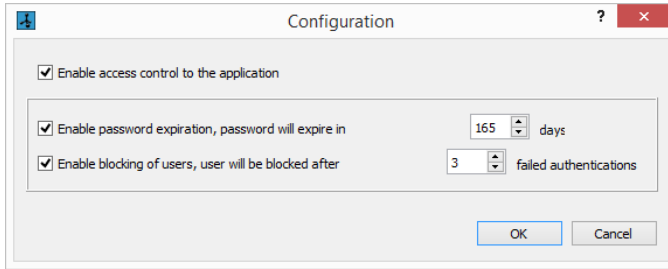 Configuration
?
×
Enable access control to the application
Enable password expiration, password will expire in 165 days
Enable blocking of users, user will be blocked after 3 failed authentications
OK Cancel